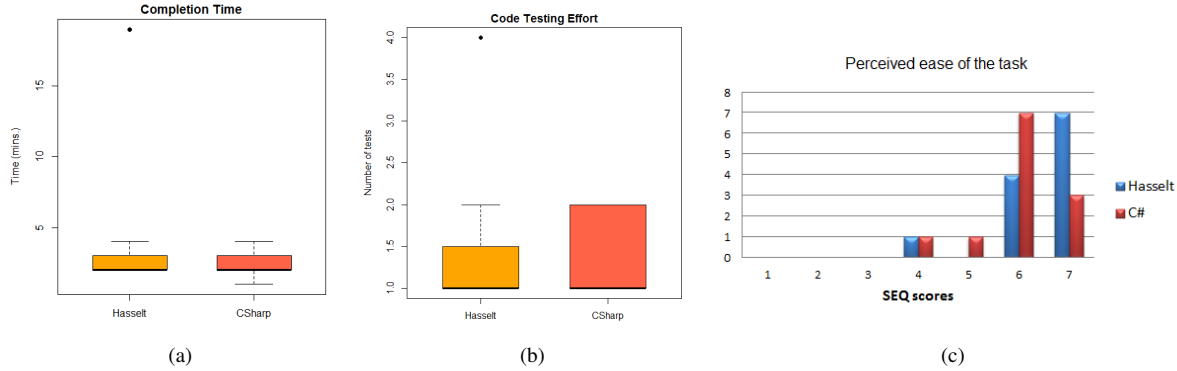 Completion Time
Time (mins.)
15
10
5
Hasselt
CSharp
(a)
Code Testing Effort
Number of tests
4.0
3.5
3.0
2.5
2.0
1.5
1.0
Hasselt
CSharp
(b)
Perceived ease of the task
8
7
6
5
4
3
2
1
0
1 2 3 4 5 6 7
SEQ scores
Hasselt
C#
(c)